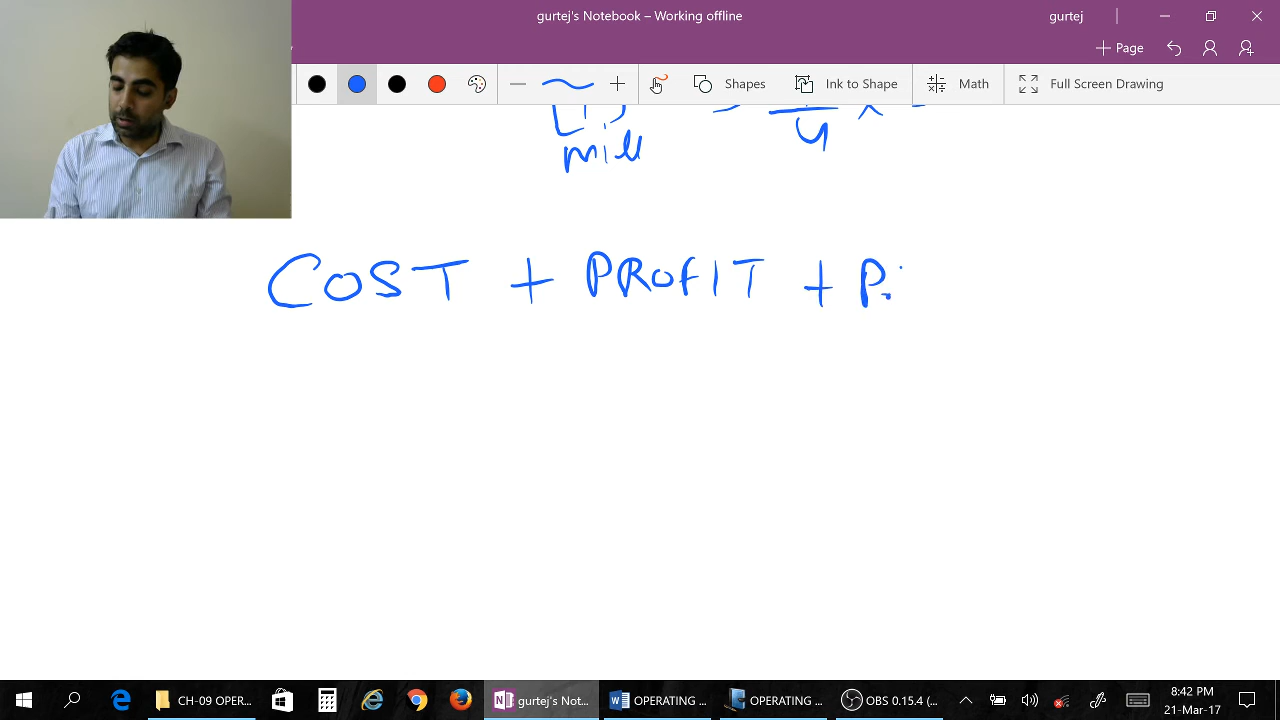 gurtej's Notebook – Working offline
gurtej
Page
Shapes
Ink to Shape
Math
Full Screen Drawing
4 x
mill
COST + PROFIT + P
CH-09 OPER...
gurtej's Not...
OPERATING ...
OPERATING ...
OBS 0.15.4 (...
8:42 PM
21-Mar-17